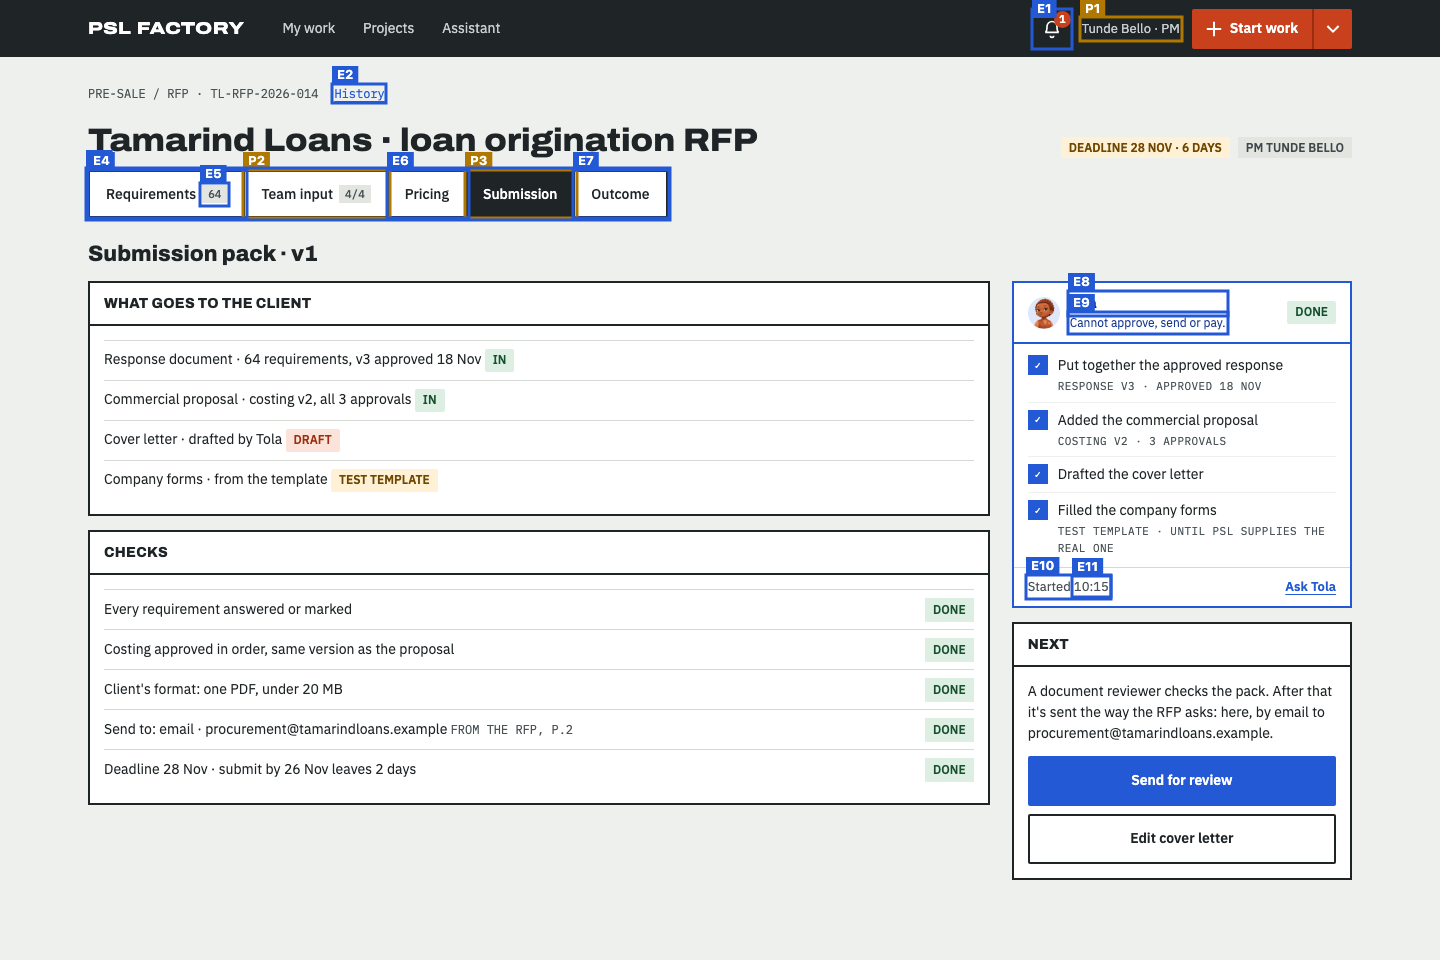 E1
P1
PSL FACTORY
My work
Projects
Assistant
1
Tunde Bello · PM
Start work
E2
PRE-SALE / RFP · TL-RFP-2026-014
History
Tamarind Loans · loan origination RFP
DEADLINE 28 NOV · 6 DAYS
PM TUNDE BELLO
E4
E5
P2
E6
P3
E7
Requirements 64
Team input 4/4
Pricing
Submission
Outcome
Submission pack · v1
WHAT GOES TO THE CLIENT
Response document · 64 requirements, v3 approved 18 Nov IN
Commercial proposal · costing v2, all 3 approvals IN
Cover letter · drafted by Tola DRAFT
Company forms · from the template TEST TEMPLATE
CHECKS
Every requirement answered or marked DONE
Costing approved in order, same version as the proposal DONE
Client's format: one PDF, under 20 MB DONE
Send to: email · procurement@tamarindloans.example FROM THE RFP, P.2 DONE
Deadline 28 Nov · submit by 26 Nov leaves 2 days DONE
E8
E9
Cannot approve, send or pay.
DONE
✓ Put together the approved response
RESPONSE V3 · APPROVED 18 NOV
✓ Added the commercial proposal
COSTING V2 · 3 APPROVALS
✓ Drafted the cover letter
✓ Filled the company forms
TEST TEMPLATE · UNTIL PSL SUPPLIES THE
REAL ONE
E10
E11
Started 10:15
Ask Tola
NEXT
A document reviewer checks the pack. After that
it's sent the way the RFP asks: here, by email to
procurement@tamarindloans.example.
Send for review
Edit cover letter